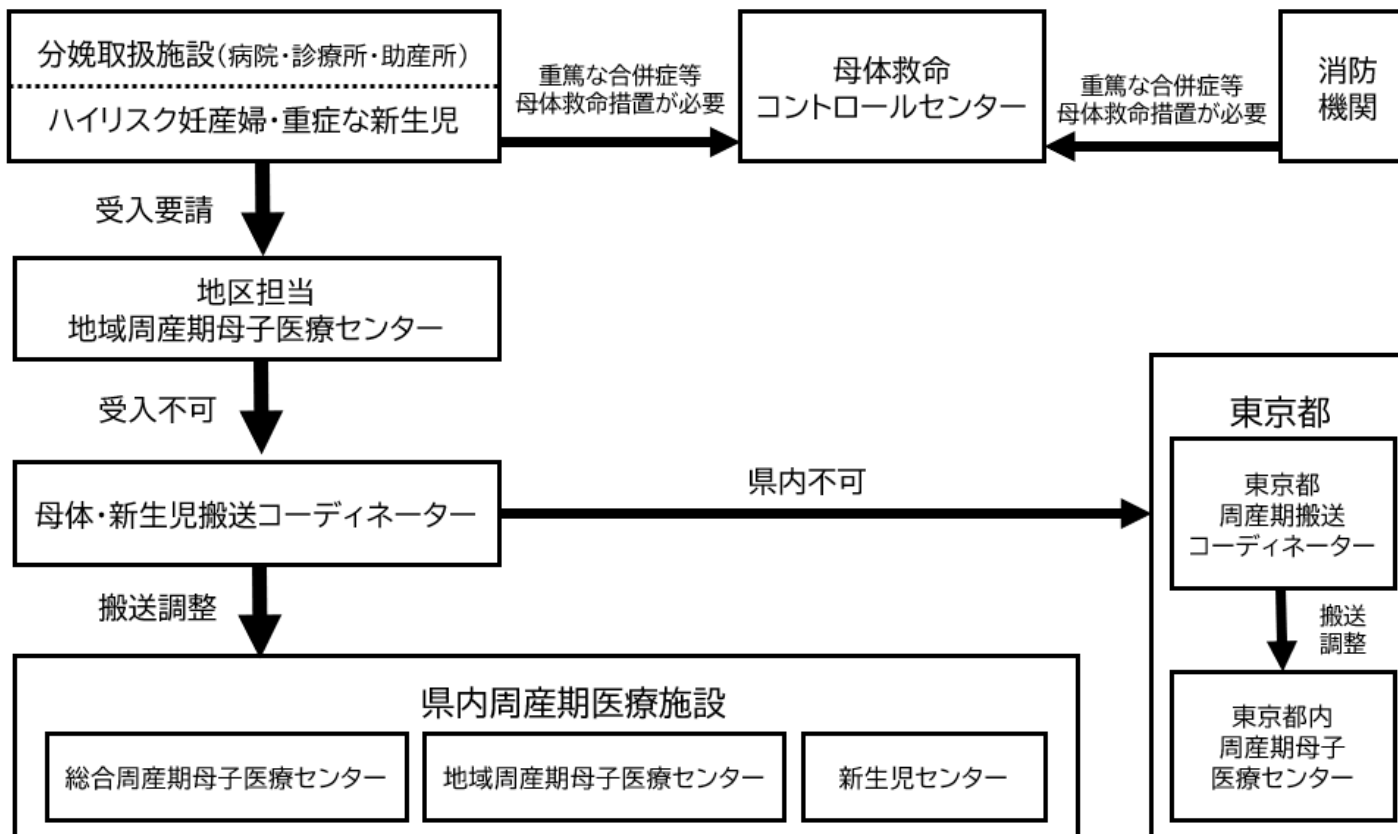 分娩取扱施設(病院・診療所・助産所)
ハイリスク妊産婦・重症な新生児
重篤な合併症等
母体救命措置が必要
母体救命
コントロールセンター
重篤な合併症等
母体救命措置が必要
消防
機関
受入要請
地区担当
地域周産期母子医療センター
受入不可
母体・新生児搬送コーディネーター
県内不可
東京都
東京都
周産期搬送
コーディネーター
搬送
調整
東京都内
周産期母子
医療センター
搬送調整
県内周産期医療施設
総合周産期母子医療センター
地域周産期母子医療センター
新生児センター